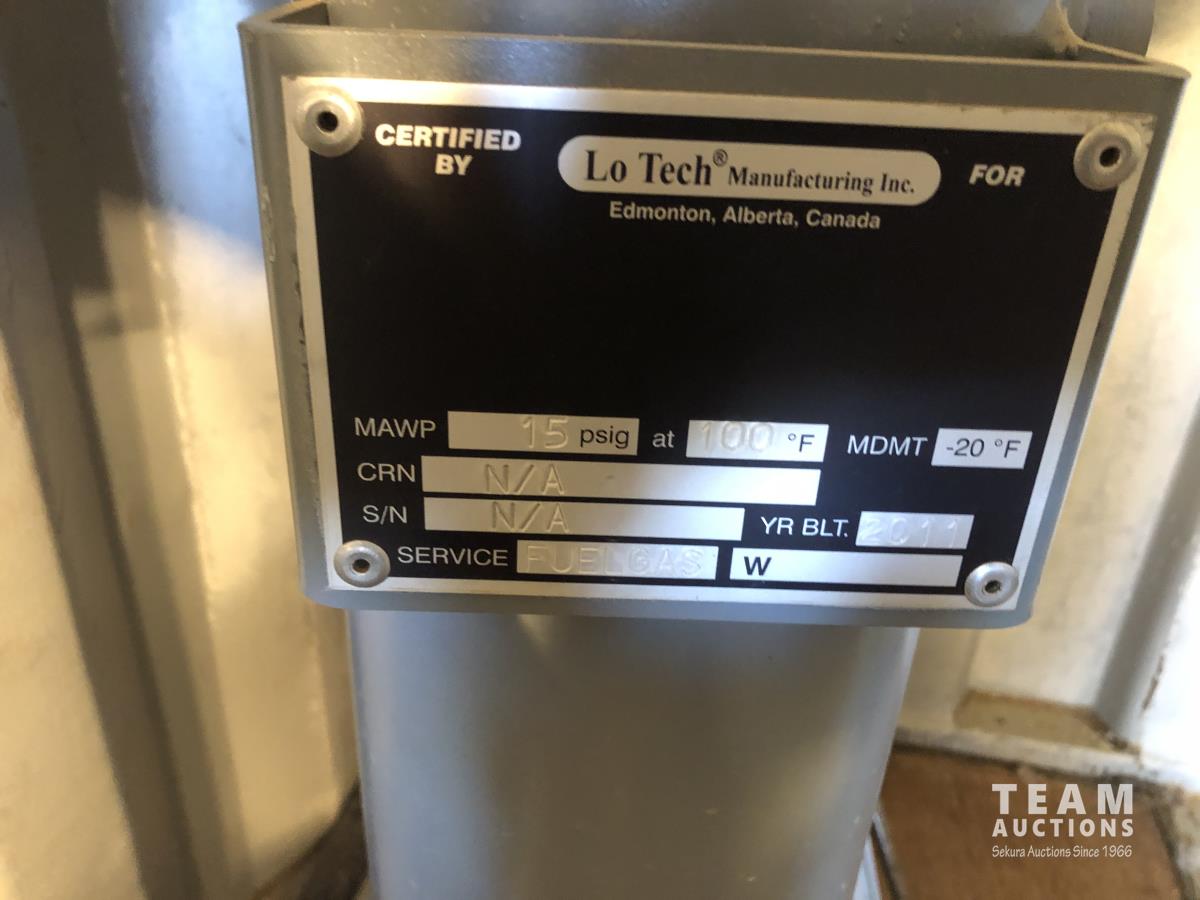 CERTIFIED BY
Lo Tech® Manufacturing Inc.
FOR
Edmonton, Alberta, Canada
MAWP 15 psig at 100 °F MDMT -20 °F
CRN N/A
S/N N/A YR BLT. 2011
SERVICE FUELGAS W
TEAM
AUCTIONS
Sekura Auctions Since 1966